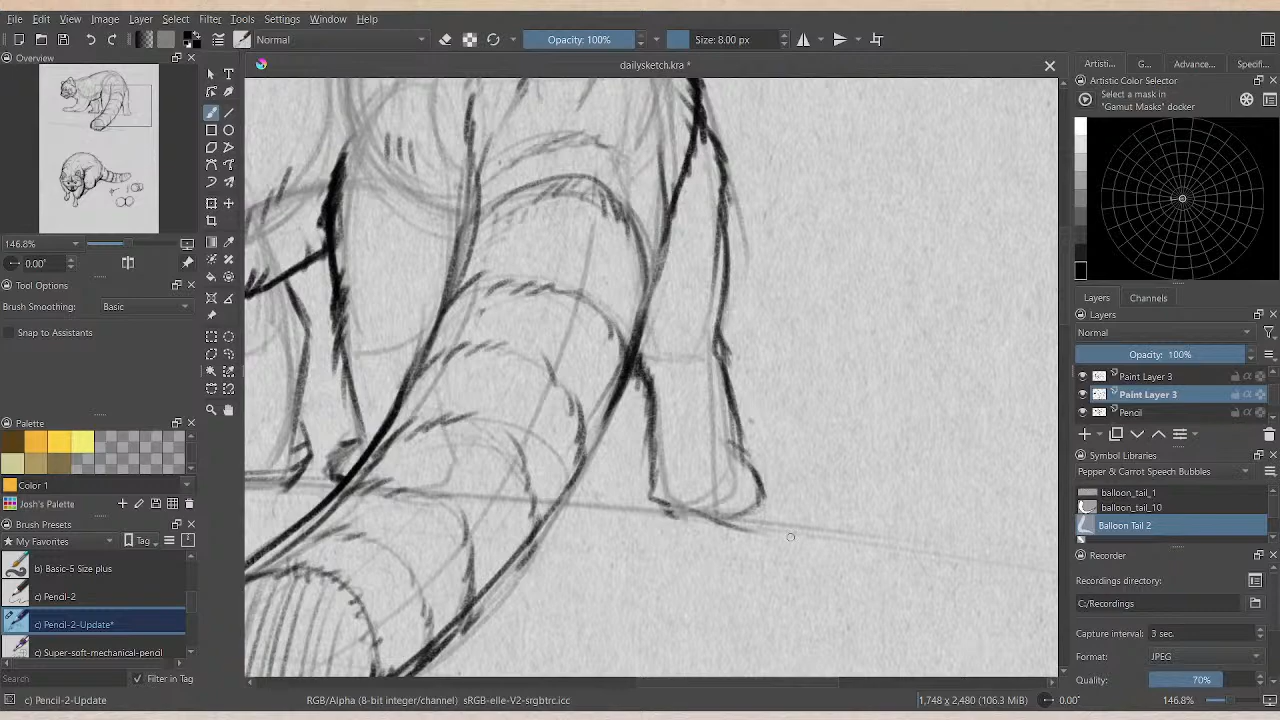 File Edit View Image Layer Select Filter Tools Settings Window Help
Normal
Opacity: 100%
Size: 8.00 px
Overview
146.8%
0.00°
Tool Options
Brush Smoothing: Basic
Snap to Assistants
Palette
Color 1
Josh's Palette
Brush Presets
My Favorites
Tag
b) Basic-5 Size plus
c) Pencil-2
c) Pencil-2-Update*
c) Super-soft-mechanical-pencil
Search
Filter in Tag
c) Pencil-2-Update
dailysketch.kra *
RGB/Alpha (8-bit integer/channel) sRGB-elle-V2-srgbtrc.icc
1,748 x 2,480 (106.3 MiB)
0.00°
146.8%
Artisti... G... Advance... Specifi...
Artistic Color Selector
Select a mask in
"Gamut Masks" docker
Layers Channels
Layers
Normal
Opacity: 100%
Paint Layer 3
Paint Layer 3
Pencil
Symbol Libraries
Pepper & Carrot Speech Bubbles
balloon_tail_1
balloon_tail_10
Balloon Tail 2
Recorder
Recordings directory:
C:/Recordings
Capture interval: 3 sec.
Format: JPEG
Quality: 70%